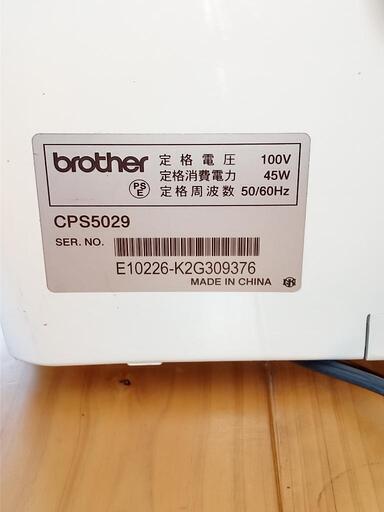 brother 定格電圧 100V
PS E 定格消費電力 45W
定格周波数 50/60Hz
CPS5029
SER. NO.
E10226-K2G309376
MADE IN CHINA